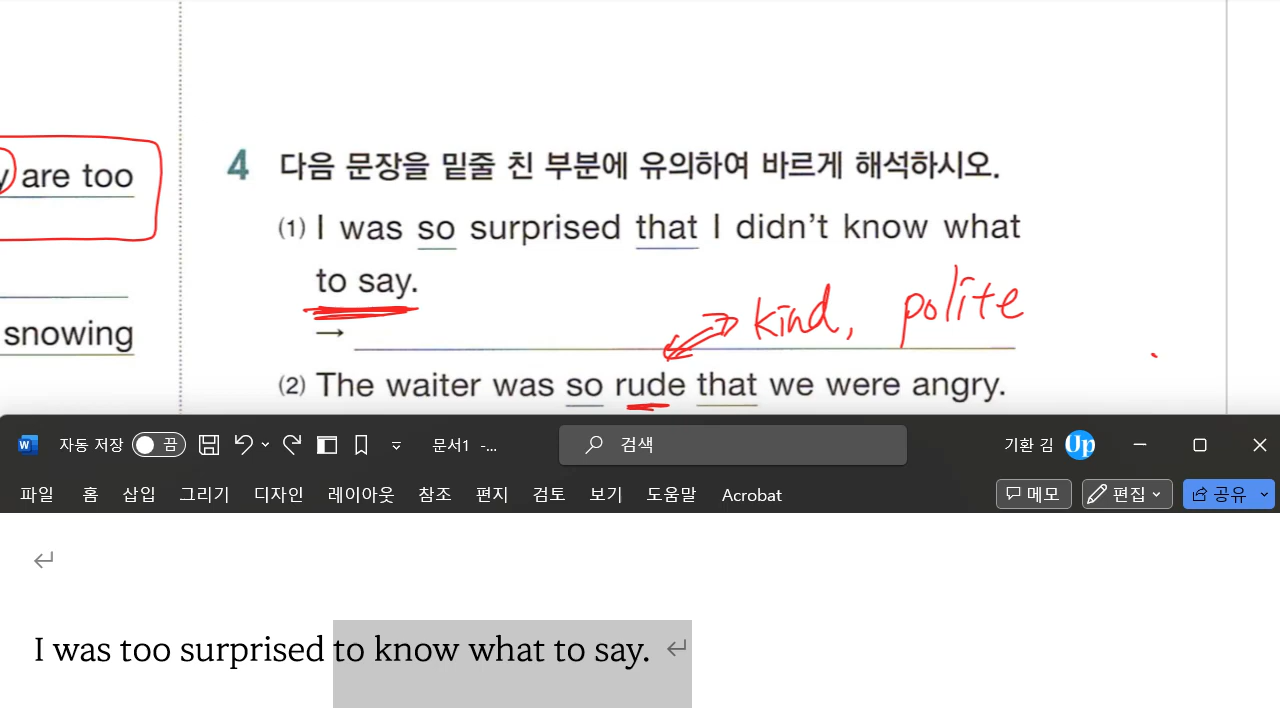 are too
snowing
4 다음 문장을 밑줄 친 부분에 유의하여 바르게 해석하시오.
(1) I was so surprised that I didn't know what
to say.
→
kind, polite
(2) The waiter was so rude that we were angry.
자동 저장 끔 문서1 -... 검색 기환 김 Up
파일 홈 삽입 그리기 디자인 레이아웃 참조 편지 검토 보기 도움말 Acrobat 메모 편집 공유
I was too surprised to know what to say.